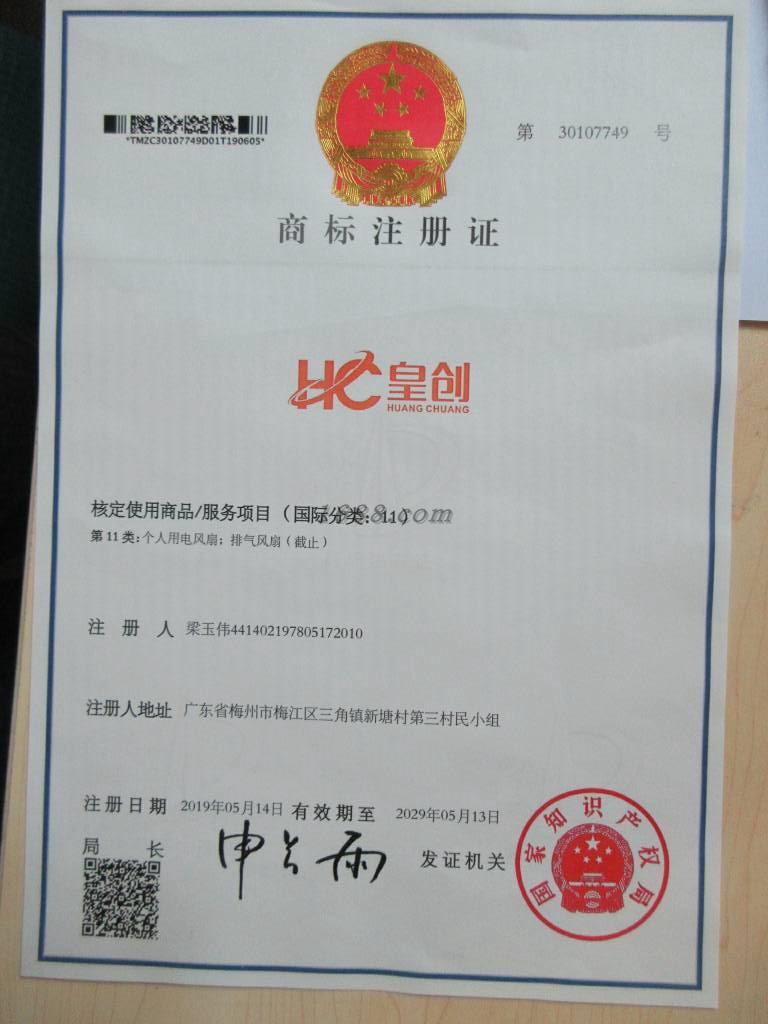 *TMZC30107749D01T190605*
第 30107749 号
商标注册证
HC 皇创
HUANG CHUANG
核定使用商品/服务项目(国际分类:11)
1688.com
第11类:个人用电风扇;排气风扇(截止)
注册人 梁玉伟441402197805172010
注册人地址 广东省梅州市梅江区三角镇新塘村第三村民小组
注册日期 2019年05月14日 有效期至 2029年05月13日
局长 申长雨 发证机关
国家知识产权局